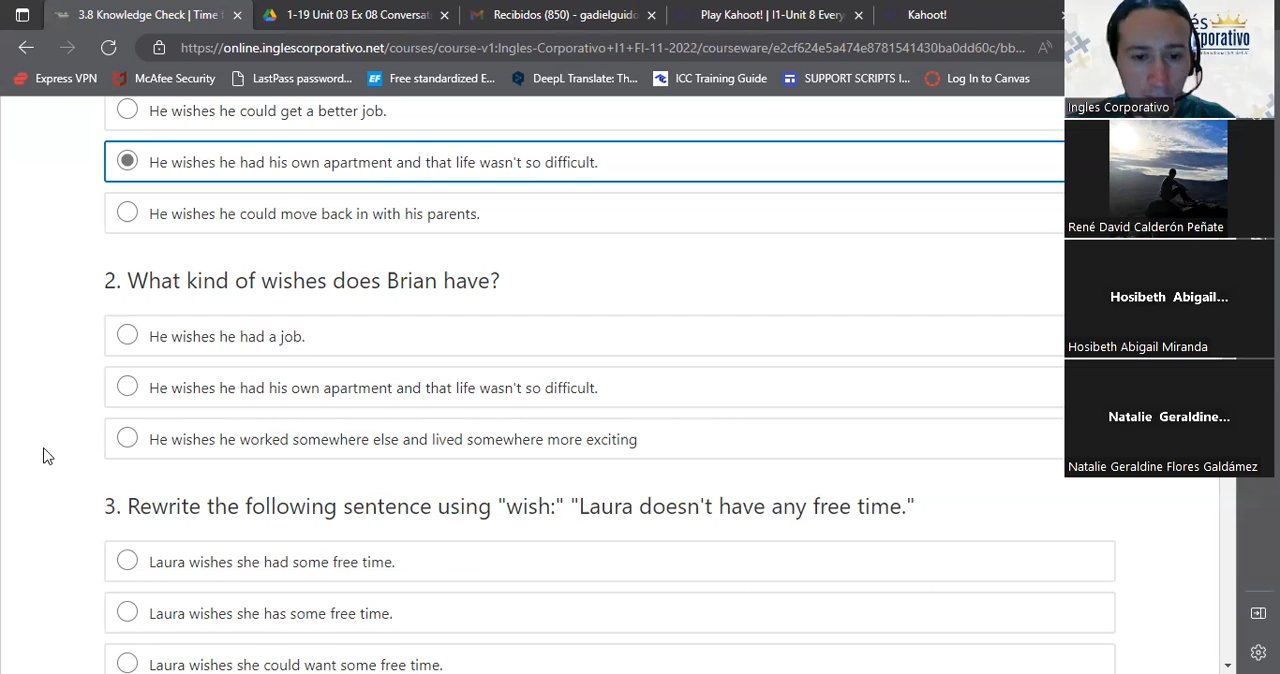 3.8 Knowledge Check | Time
1-19 Unit 03 Ex 08 Conversati
Recibidos (850) - gadielguido
Play Kahoot! | I1-Unit 8 Every
Kahoot!
https://online.inglescorporativo.net/courses/course-v1:Ingles-Corporativo+I1+FI-11-2022/courseware/e2cf624e5a474e8781541430ba0dd60c/bb...
Express VPN
McAfee Security
LastPass password...
Free standardized E...
DeepL Translate: Th...
ICC Training Guide
SUPPORT SCRIPTS I...
Log In to Canvas
He wishes he could get a better job.
He wishes he had his own apartment and that life wasn't so difficult.
He wishes he could move back in with his parents.
2. What kind of wishes does Brian have?
He wishes he had a job.
He wishes he had his own apartment and that life wasn't so difficult.
He wishes he worked somewhere else and lived somewhere more exciting
3. Rewrite the following sentence using "wish:" "Laura doesn't have any free time."
Laura wishes she had some free time.
Laura wishes she has some free time.
Laura wishes she could want some free time.
Ingles Corporativo
René David Calderón Peñate
Hosibeth Abigail...
Hosibeth Abigail Miranda
Natalie Geraldine...
Natalie Geraldine Flores Galdámez